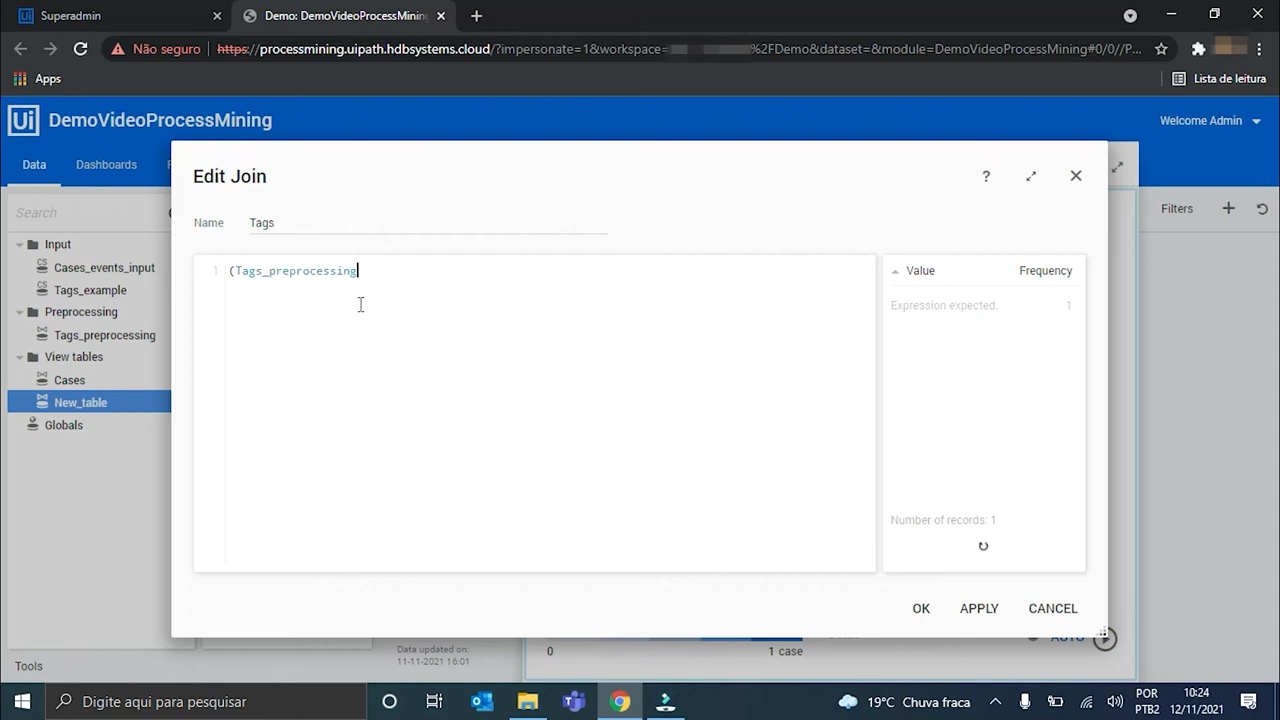 Superadmin
Demo: DemoVideoProcessMining
Não seguro
https://processmining.uipath.hdbsystems.cloud/?impersonate=1&workspace=
%2FDemo&dataset=&module=DemoVideoProcessMining#0/0//P...
Apps
Lista de leitura
Ui DemoVideoProcessMining
Welcome Admin
Data
Dashboards
Search
Input
Cases_events_input
Tags_example
Preprocessing
Tags_preprocessing
View tables
Cases
New_table
Globals
Tools
Edit Join
?
Name
Tags
1 (Tags_preprocessing
Value
Frequency
Expression expected.
1
Number of records: 1
OK
APPLY
CANCEL
Filters
Data updated on:
11-11-2021 16:01
0
1 case
AUTO
Digite aqui para pesquisar
19°C Chuva fraca
POR
PTB2
10:24
12/11/2021